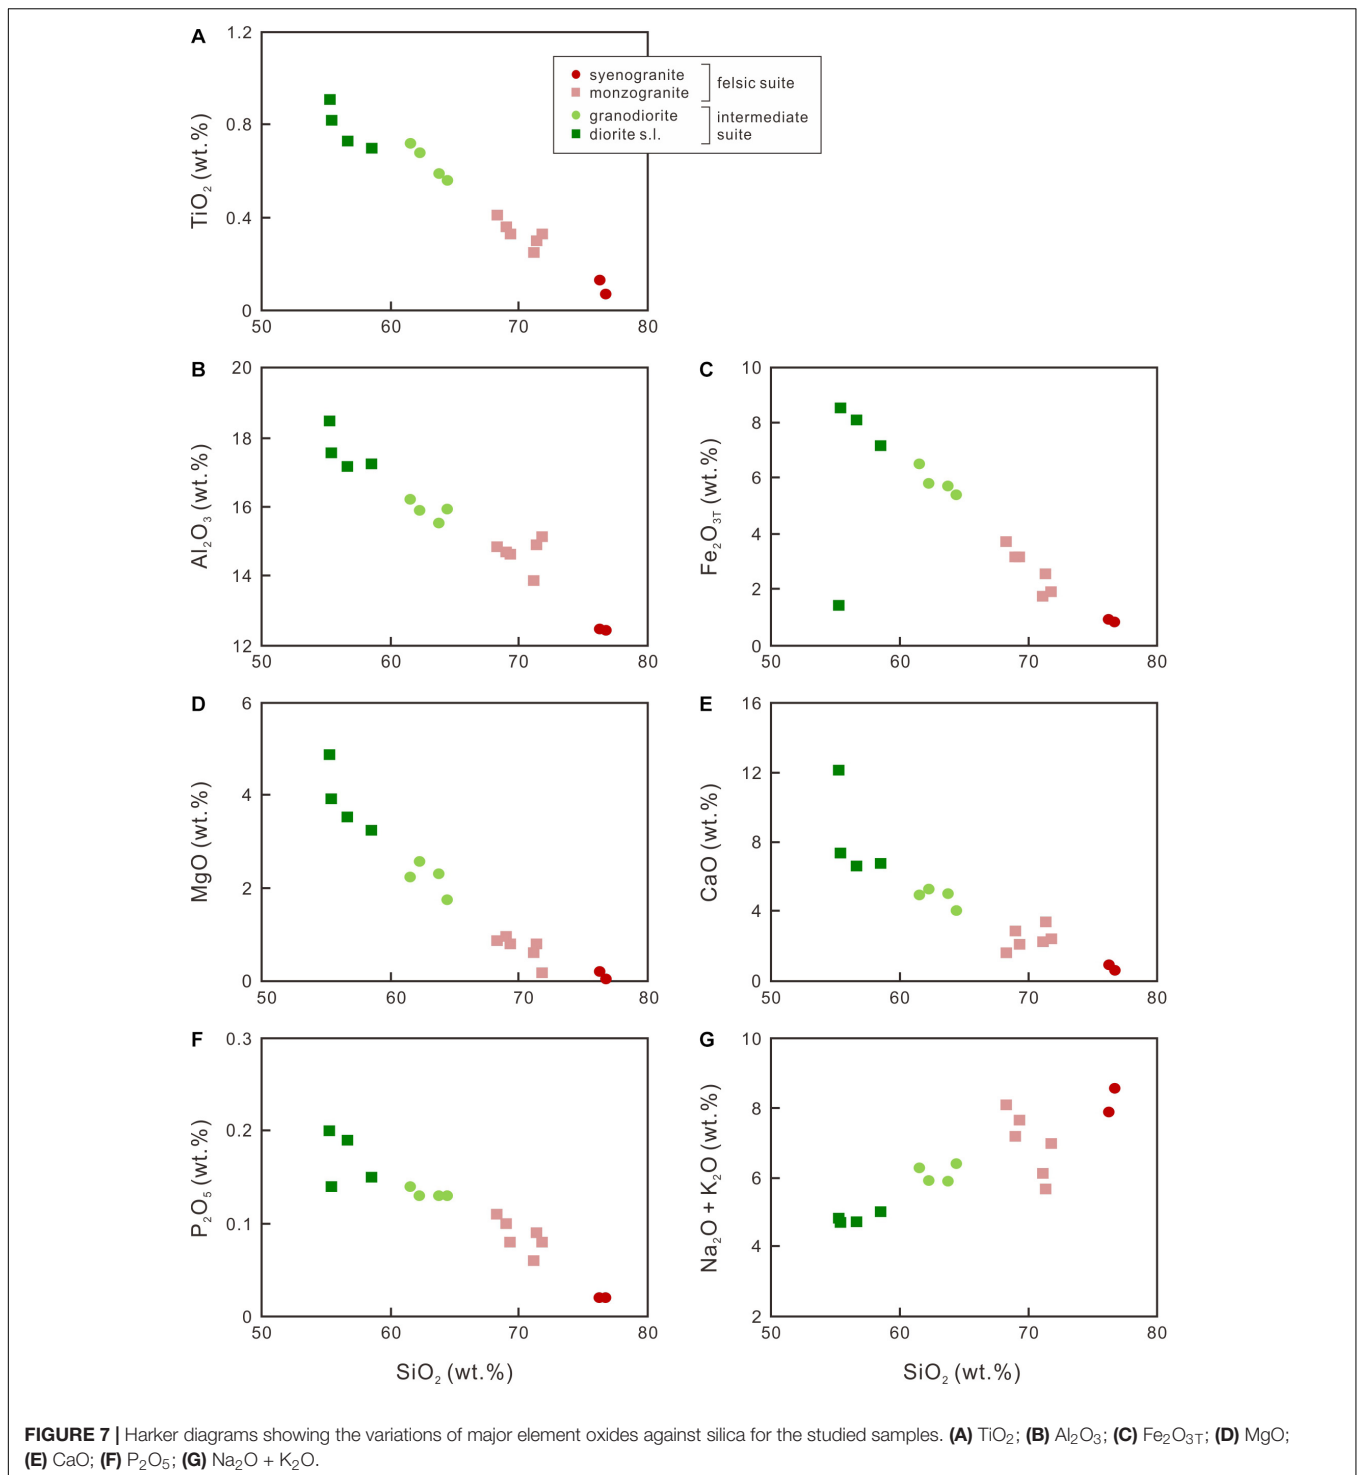 A
1.2
0.8
0.4
0
TiO₂ (wt.%)
50 60 70 80
syenogranite
monzogranite
felsic suite
granodiorite
diorite s.l.
intermediate
suite
B
20
18
16
14
12
Al₂O₃ (wt.%)
50 60 70 80
C
10
8
6
4
2
0
Fe₂O₃T (wt.%)
50 60 70 80
D
6
4
2
0
MgO (wt.%)
50 60 70 80
E
16
12
8
4
0
CaO (wt.%)
50 60 70 80
F
0.3
0.2
0.1
0
P₂O₅ (wt.%)
50 60 70 80
SiO₂ (wt.%)
G
10
8
6
4
2
Na₂O + K₂O (wt.%)
50 60 70 80
SiO₂ (wt.%)
FIGURE 7 | Harker diagrams showing the variations of major element oxides against silica for the studied samples. (A) TiO₂; (B) Al₂O₃; (C) Fe₂O₃T; (D) MgO;
(E) CaO; (F) P₂O₅; (G) Na₂O + K₂O.